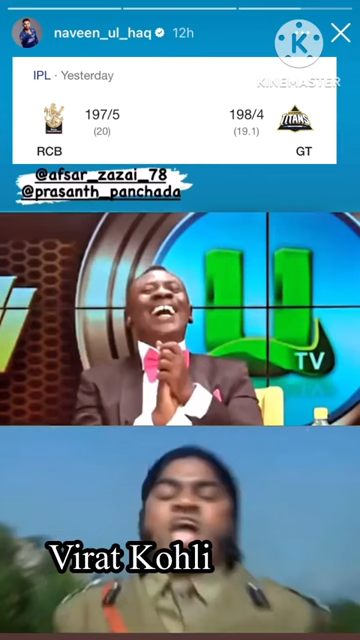 naveen_ul_haq 12h
K
KINEMASTER
IPL · Yesterday
197/5 198/4
(20) (19.1)
TITANS
RCB GT
@afsar_zazai_78
@prasanth_panchada
U
TV
Virat Kohli